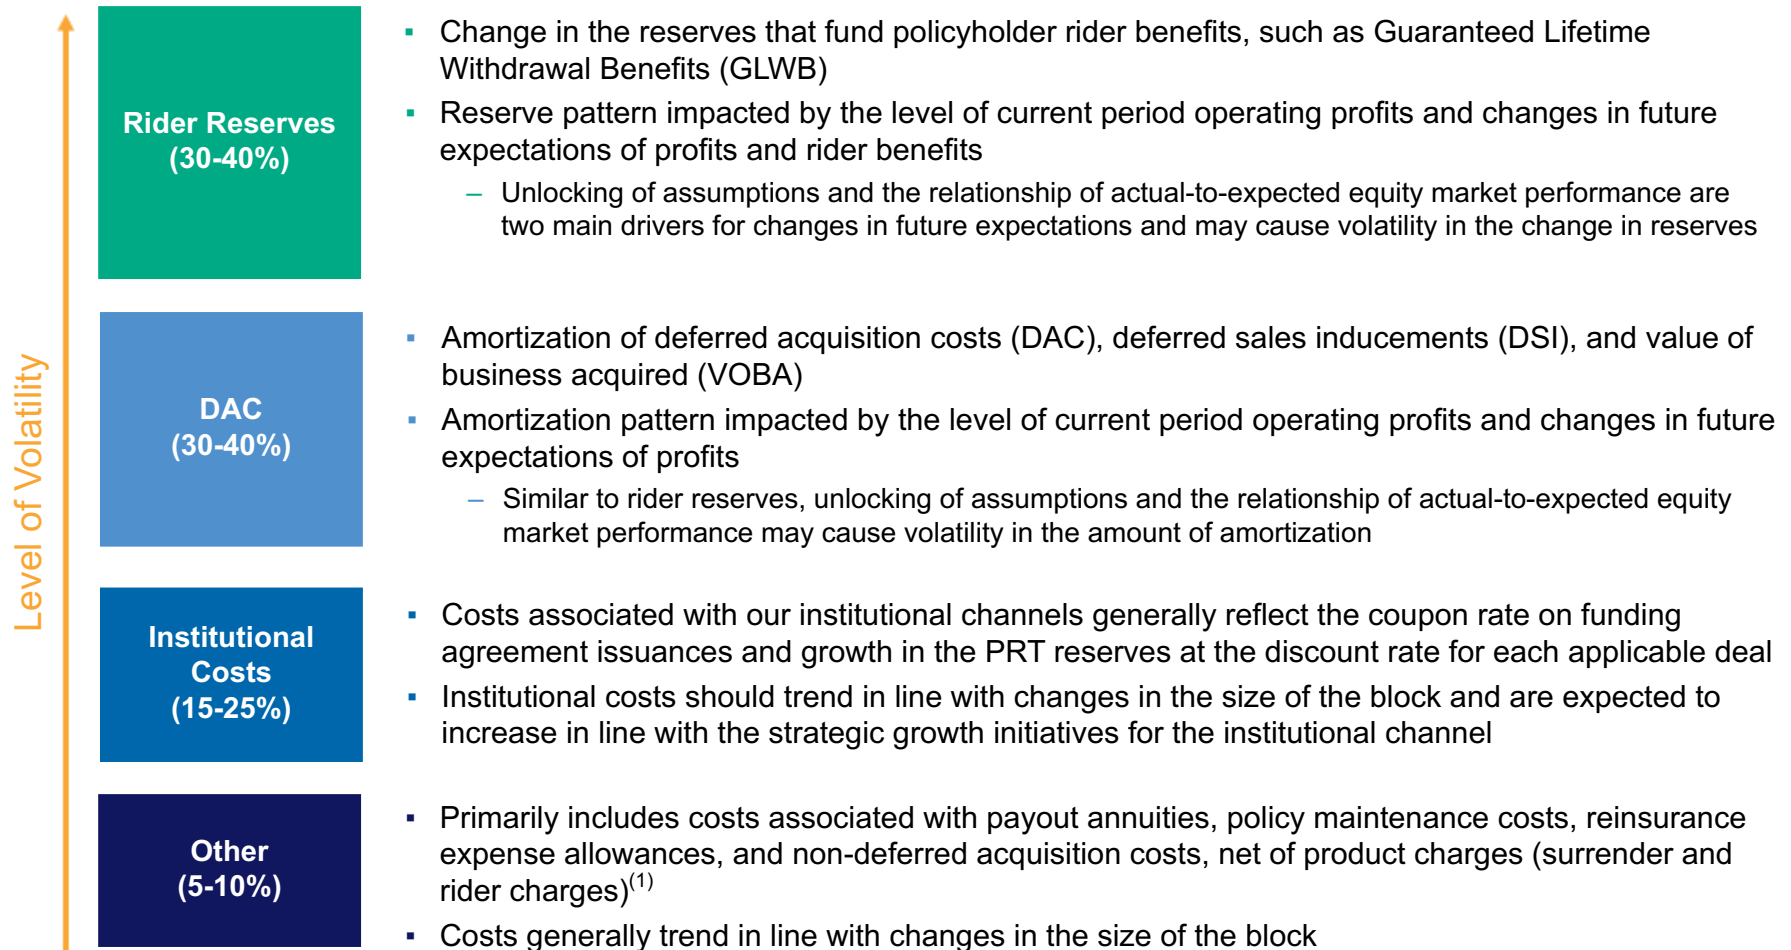 Level of Volatility
Rider Reserves
(30-40%)
▪ Change in the reserves that fund policyholder rider benefits, such as Guaranteed Lifetime
Withdrawal Benefits (GLWB)
▪ Reserve pattern impacted by the level of current period operating profits and changes in future
expectations of profits and rider benefits
– Unlocking of assumptions and the relationship of actual-to-expected equity market performance are
two main drivers for changes in future expectations and may cause volatility in the change in reserves
DAC
(30-40%)
▪ Amortization of deferred acquisition costs (DAC), deferred sales inducements (DSI), and value of
business acquired (VOBA)
▪ Amortization pattern impacted by the level of current period operating profits and changes in future
expectations of profits
– Similar to rider reserves, unlocking of assumptions and the relationship of actual-to-expected equity
market performance may cause volatility in the amount of amortization
Institutional
Costs
(15-25%)
▪ Costs associated with our institutional channels generally reflect the coupon rate on funding
agreement issuances and growth in the PRT reserves at the discount rate for each applicable deal
▪ Institutional costs should trend in line with changes in the size of the block and are expected to
increase in line with the strategic growth initiatives for the institutional channel
Other
(5-10%)
▪ Primarily includes costs associated with payout annuities, policy maintenance costs, reinsurance
expense allowances, and non-deferred acquisition costs, net of product charges (surrender and
rider charges)(1)
▪ Costs generally trend in line with changes in the size of the block